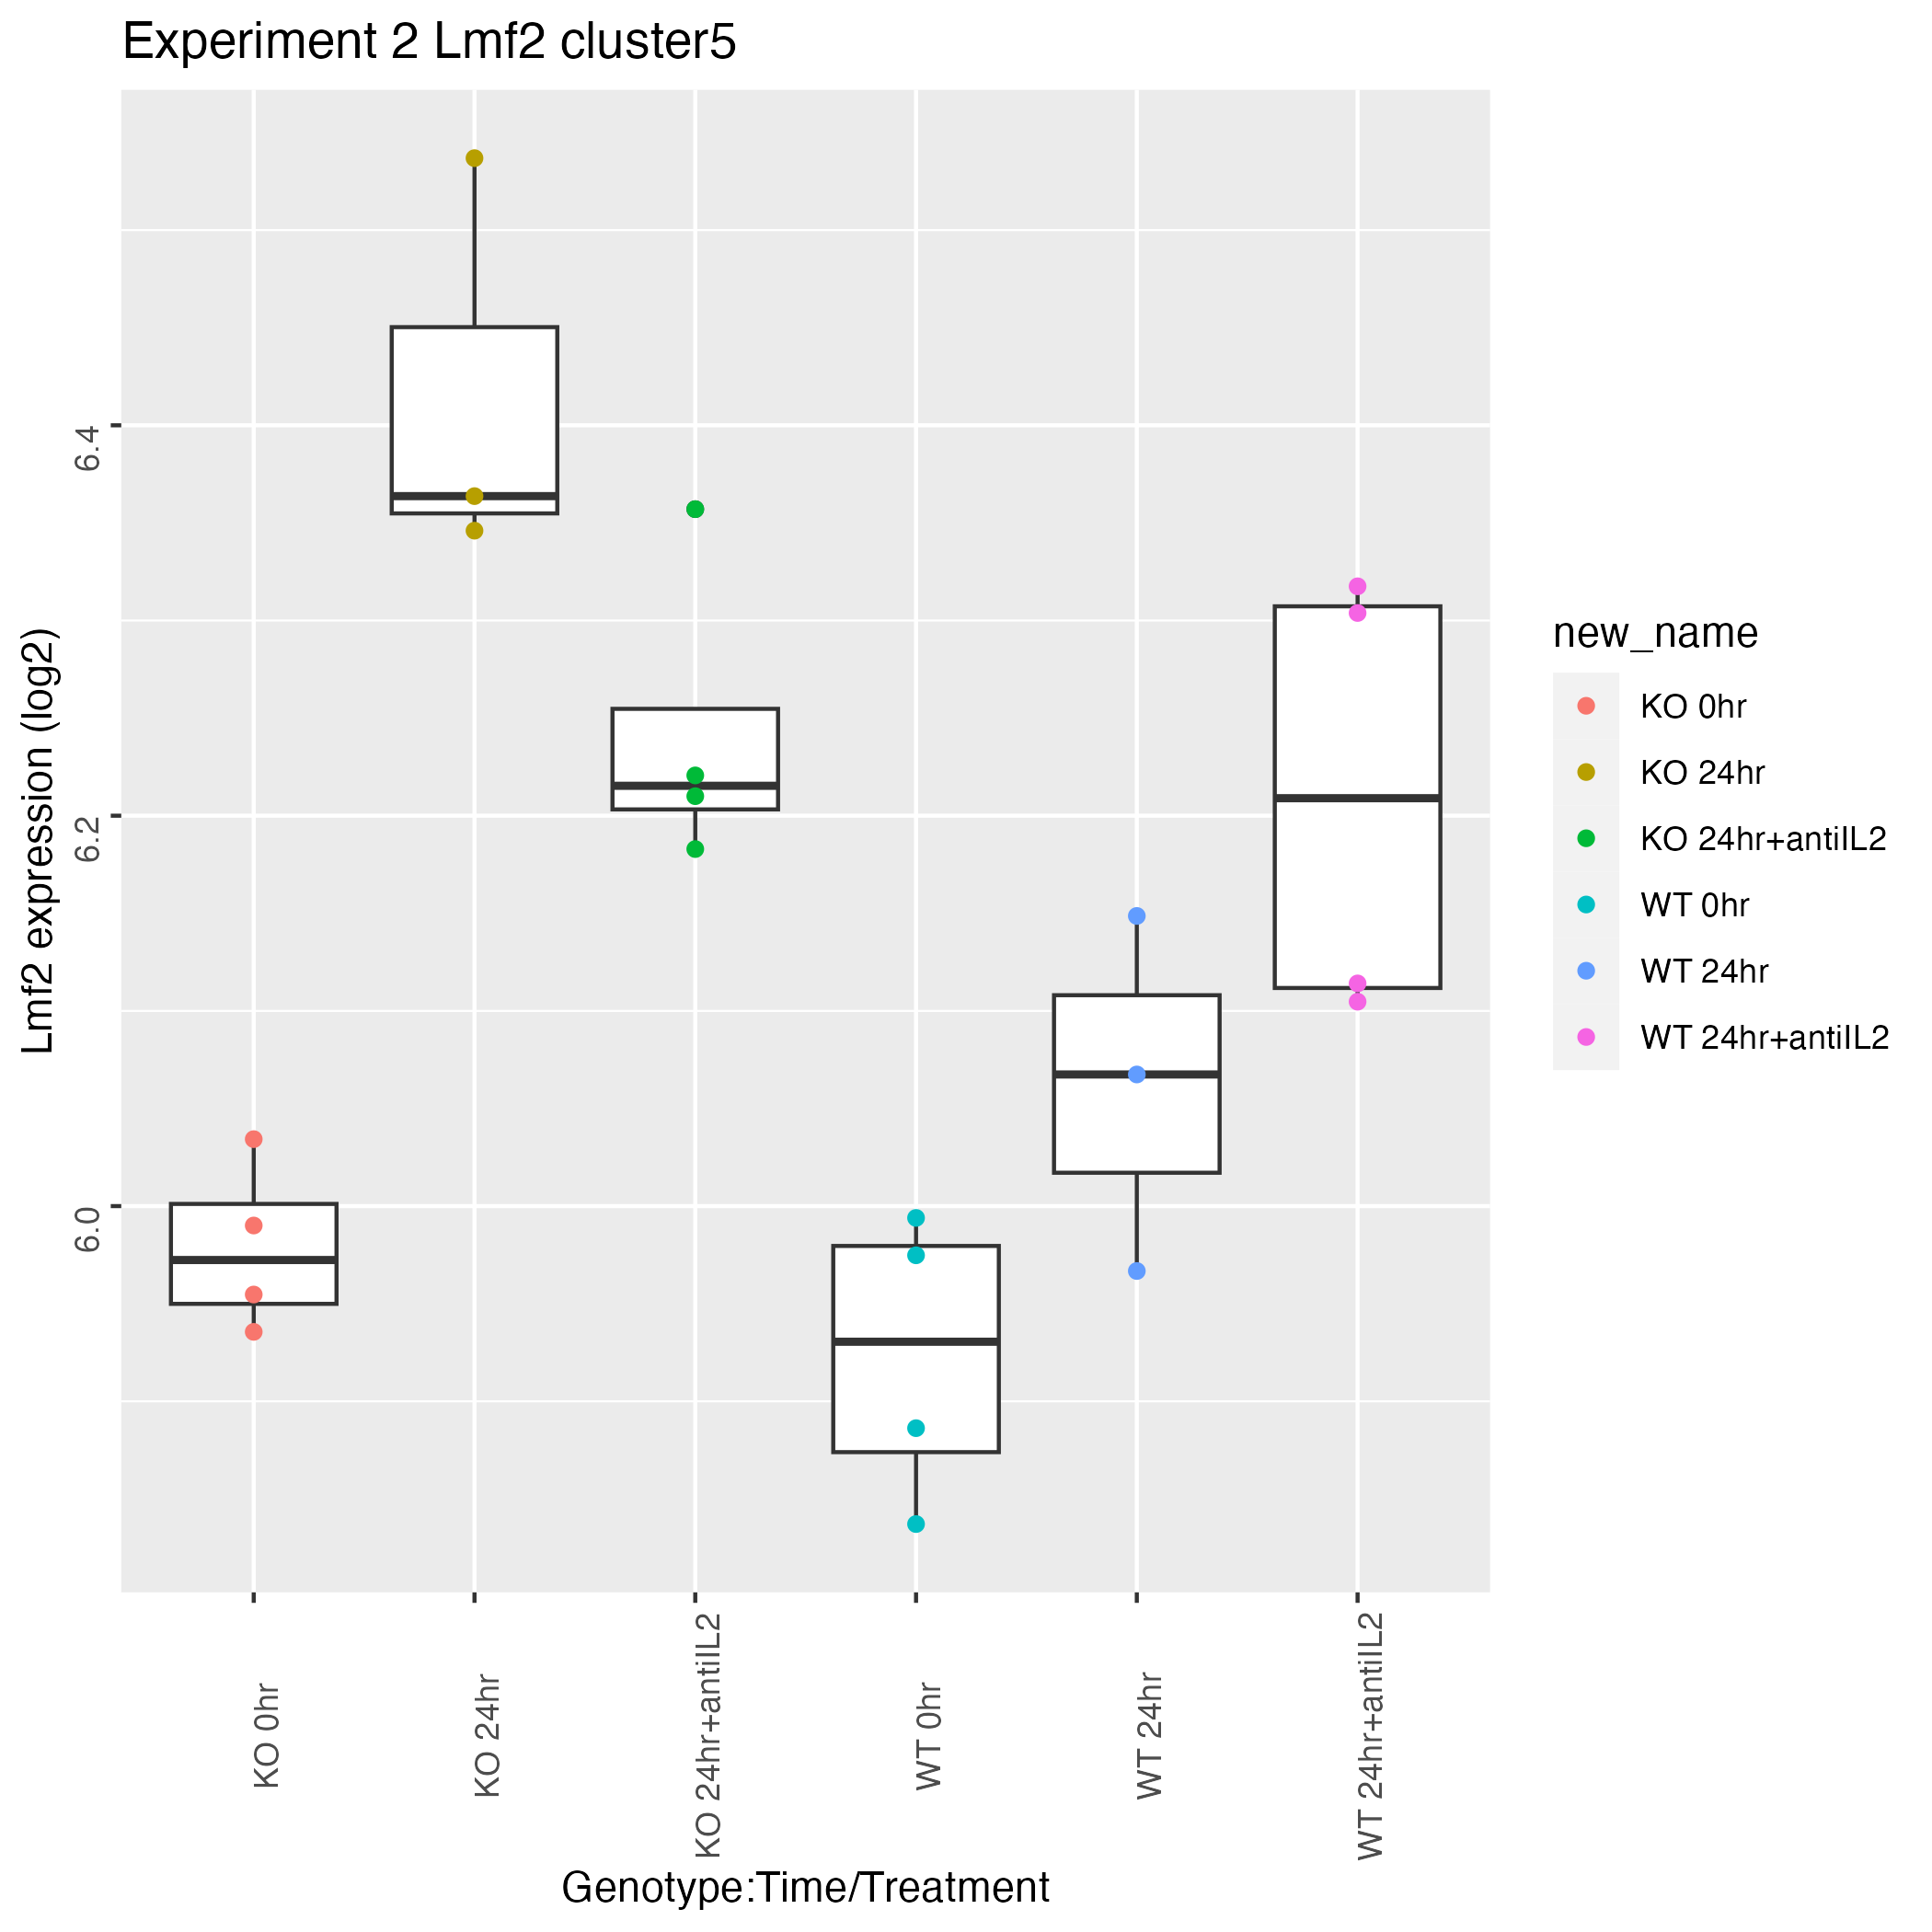 Experiment 2 Lmf2 cluster5
Lmf2 expression (log2)
6.4
6.2
6.0
KO 0hr
KO 24hr
KO 24hr+antiIL2
WT 0hr
WT 24hr
WT 24hr+antiIL2
Genotype:Time/Treatment
new_name
KO 0hr
KO 24hr
KO 24hr+antiIL2
WT 0hr
WT 24hr
WT 24hr+antiIL2